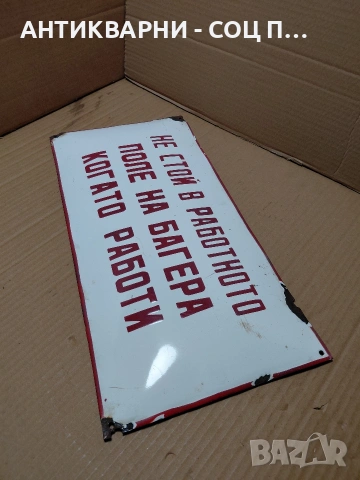 АНТИКВАРНИ - СОЦ П...
НЕ СТОЙ В РАБОТНОТО
ПОЛЕ НА БАГЕРА
КОГАТО РАБОТИ
BAZAR